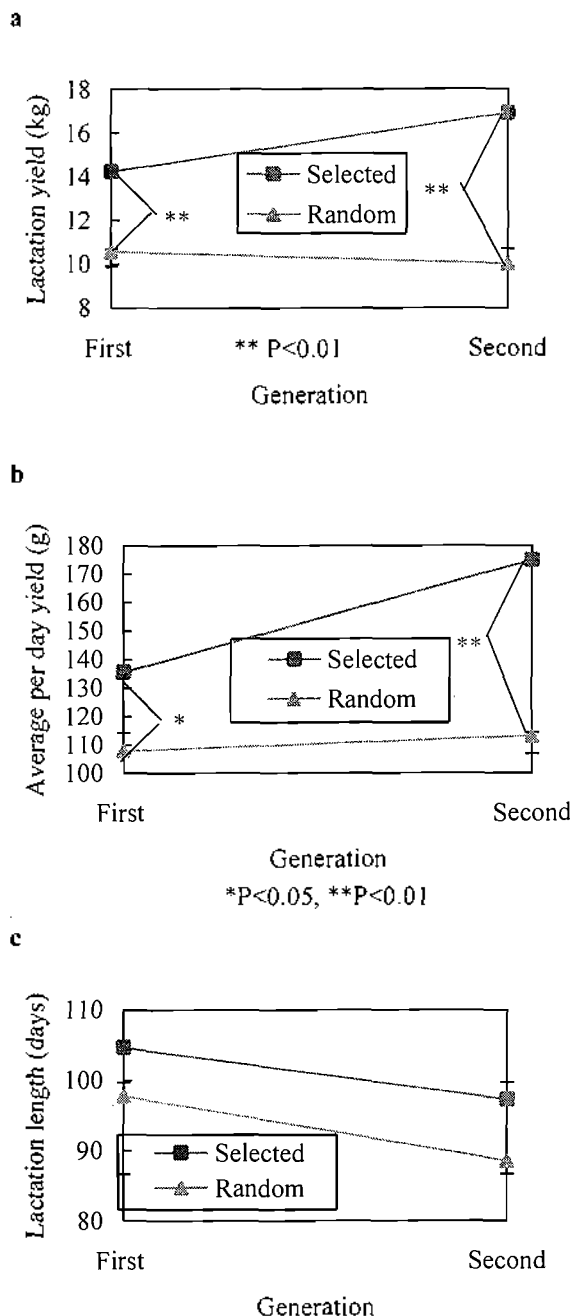 a
Lactation yield (kg)
18
16
14
12
10
8
Selected
Random
**
**
First
Second
** P<0.01
Generation
b
Average per day yield (g)
180
170
160
150
140
130
120
110
100
Selected
Random
*
**
First
Second
Generation
*P<0.05, **P<0.01
c
Lactation length (days)
110
100
90
80
Selected
Random
First
Second
Generation